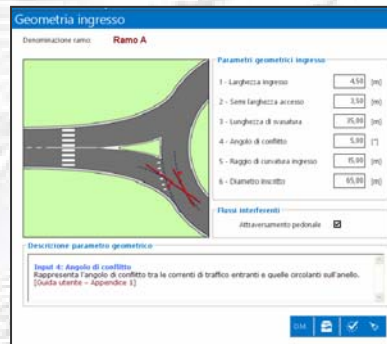 Geometria ingresso
Denominazione ramo: Ramo A
Parametri geometrici ingresso
1 - Larghezza ingresso 4,50 [m]
2 - Semi larghezza accesso 3,50 [m]
3 - Lunghezza di svasatura 35,00 [m]
4 - Angolo di conflitto 5,00 [°]
5 - Raggio di curvatura ingresso 15,00 [m]
6 - Diametro inscritto 65,00 [m]
Flussi interferenti
Attraversamento pedonale
Descrizione parametro geometrico
Input 4: Angolo di conflitto
Rappresenta l'angolo di conflitto tra le correnti di traffico entranti e quelle circolanti sull'anello.
[Guida utente – Appendice 1]